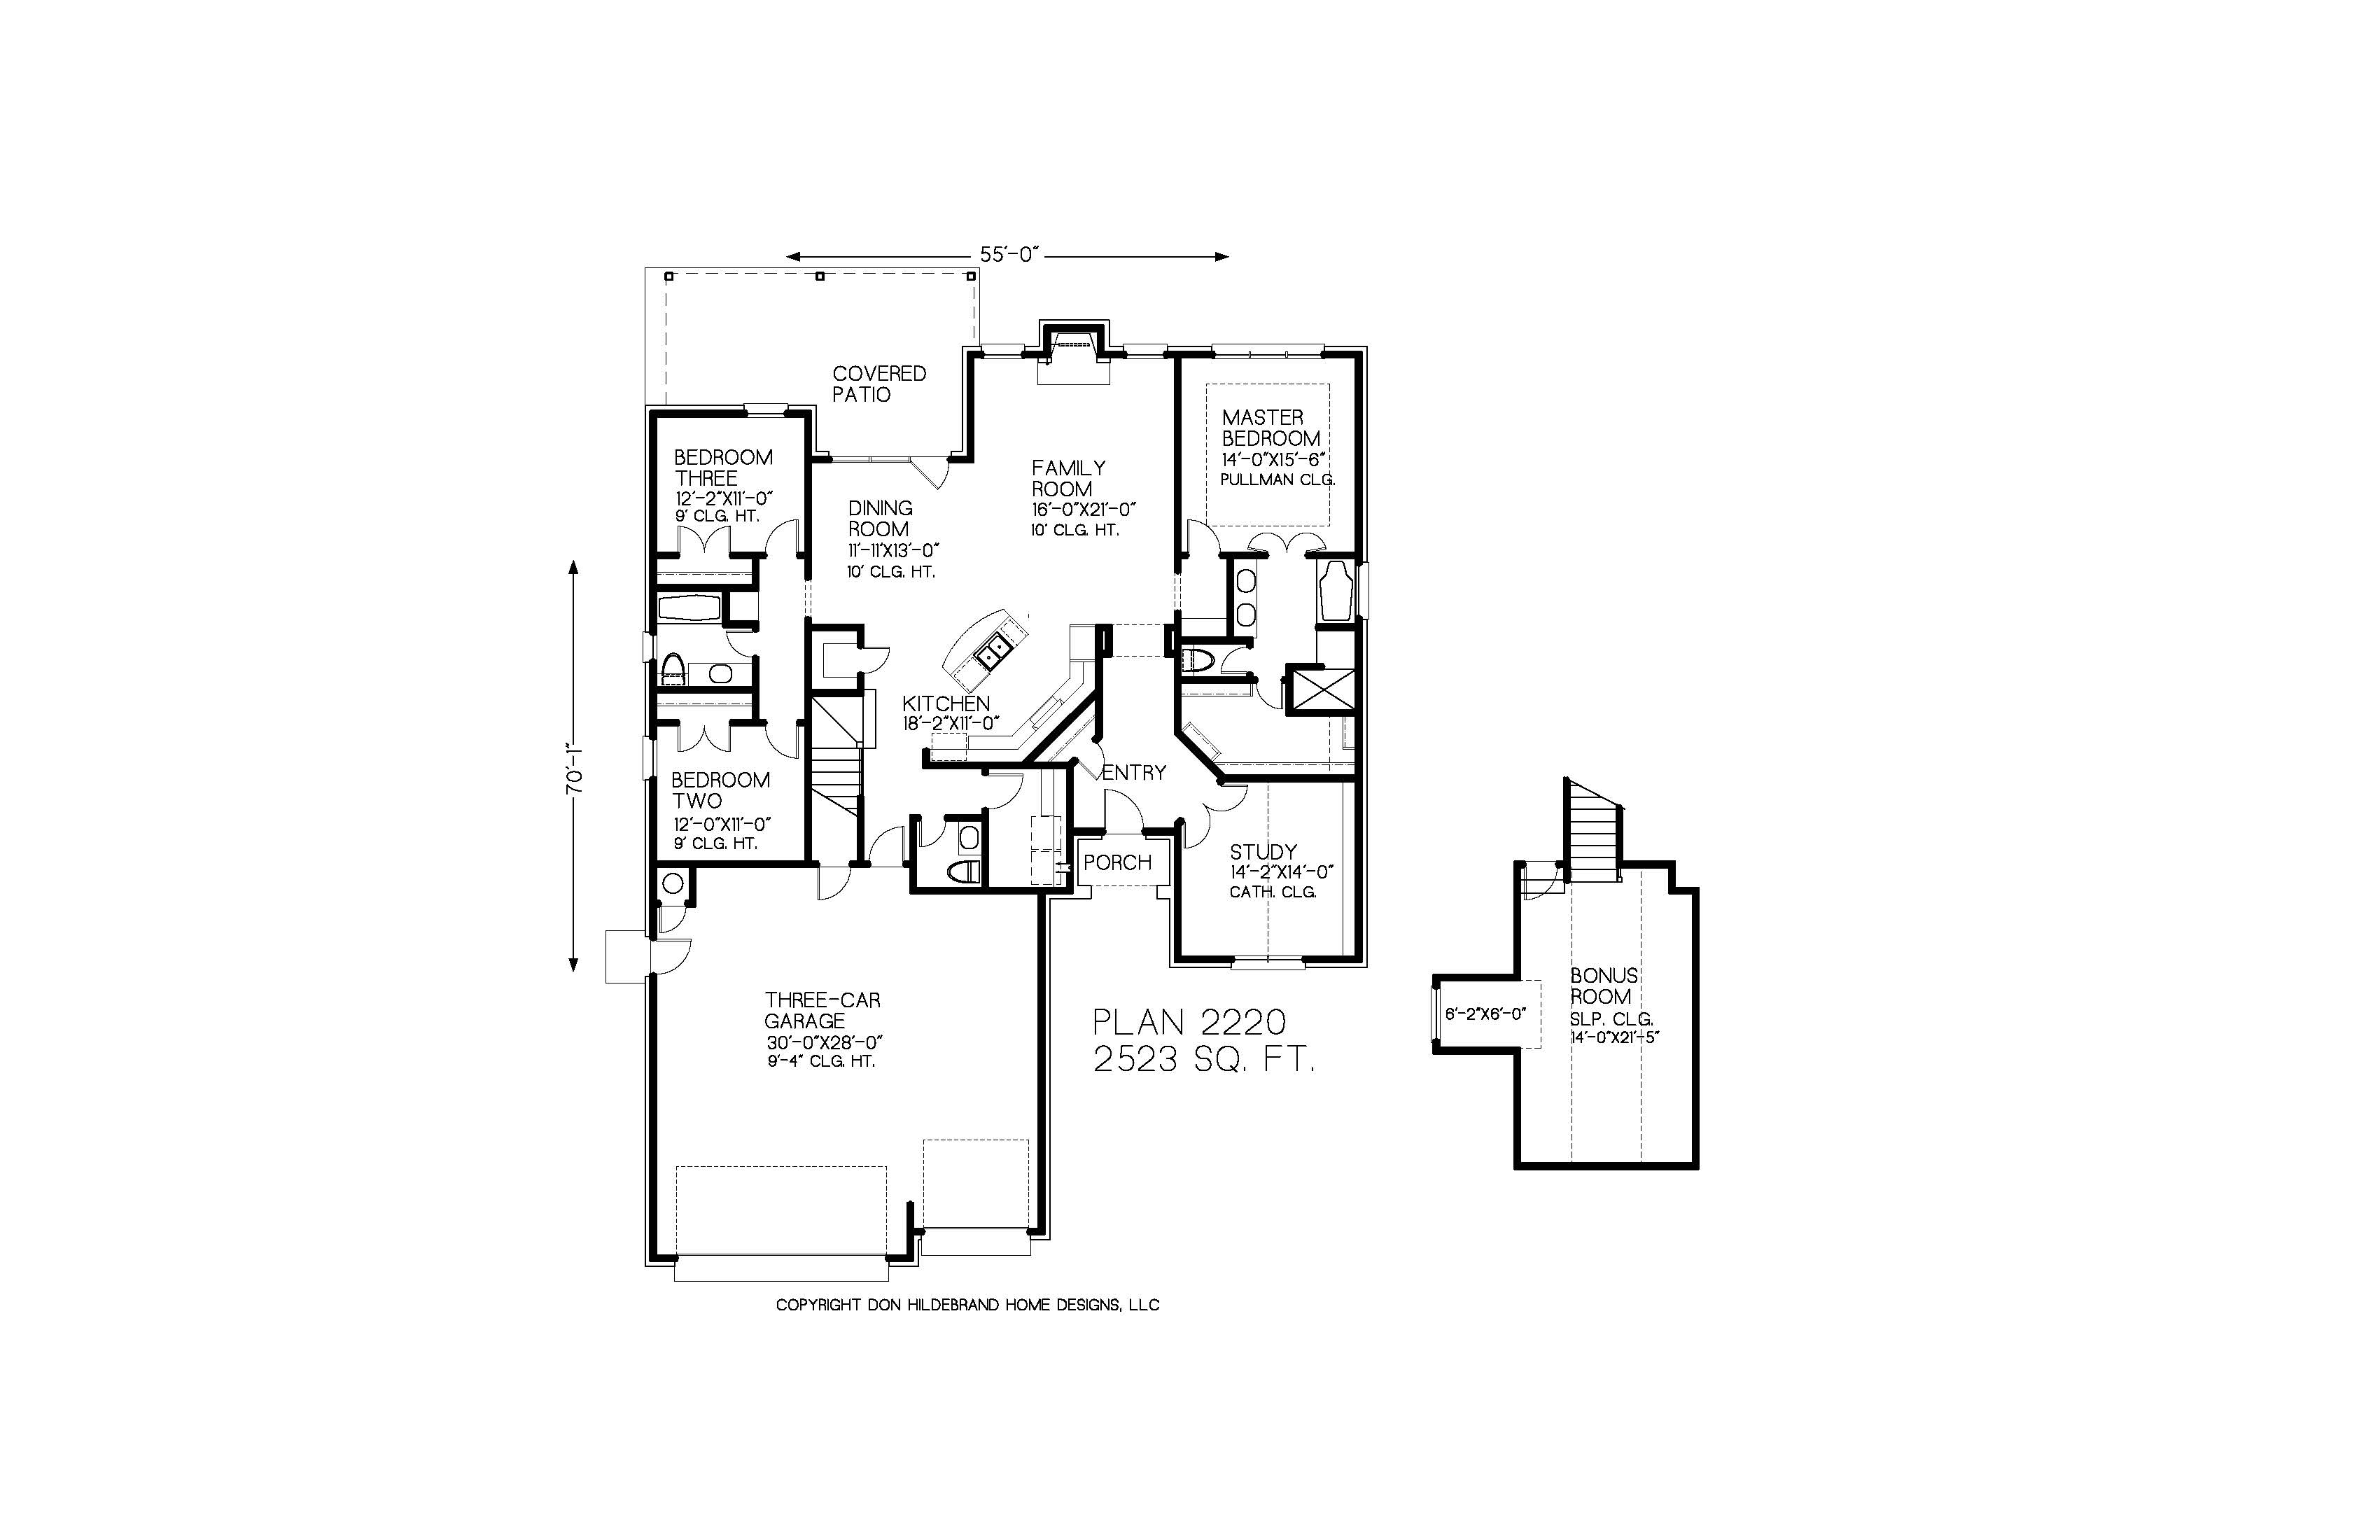 55'-0"
COVERED
PATIO
MASTER
BEDROOM
14'-0"X15'-6"
PULLMAN CLG.
BEDROOM
THREE
12'-2"X11'-0"
9' CLG. HT.
FAMILY
ROOM
16'-0"X21'-0"
10' CLG. HT.
DINING
ROOM
11'-11'X13'-0"
10' CLG. HT.
KITCHEN
18'-2"X11'-0"
70'-1"
BEDROOM
TWO
12'-0"X11'-0"
9' CLG. HT.
ENTRY
PORCH
STUDY
14'-2"X14'-0"
CATH. CLG.
THREE-CAR
GARAGE
30'-0"X28'-0"
9'-4" CLG. HT.
PLAN 2220
2523 SQ. FT.
BONUS
ROOM
SLP. CLG.
14'-0"X21'-5"
6'-2"X6'-0"
COPYRIGHT DON HILDEBRAND HOME DESIGNS, LLC